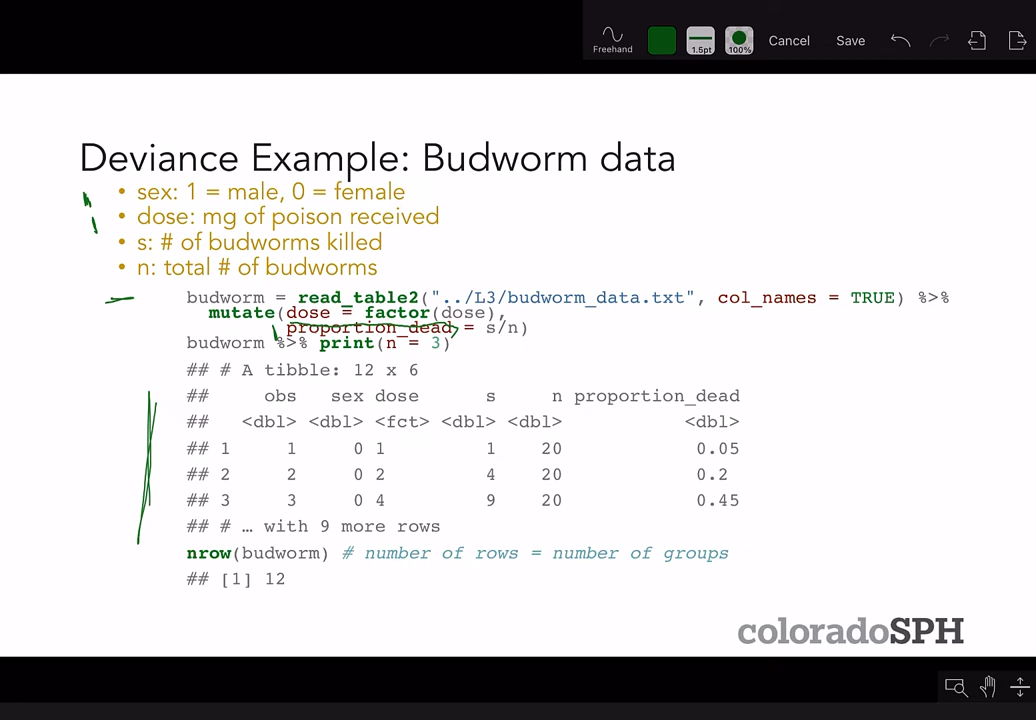 Freehand
1.5pt
100%
Cancel
Save
Deviance Example: Budworm data
• sex: 1 = male, 0 = female
• dose: mg of poison received
• s: # of budworms killed
• n: total # of budworms
budworm = read_table2("../L3/budworm_data.txt", col_names = TRUE) %>%
mutate(dose = factor(dose),
proportion_dead = s/n)
budworm %>% print(n = 3)
## # A tibble: 12 x 6
## obs sex dose s n proportion_dead
## <dbl> <dbl> <fct> <dbl> <dbl> <dbl>
## 1 1 0 1 1 20 0.05
## 2 2 0 2 4 20 0.2
## 3 3 0 4 9 20 0.45
## # … with 9 more rows
nrow(budworm) # number of rows = number of groups
## [1] 12
coloradoSPH